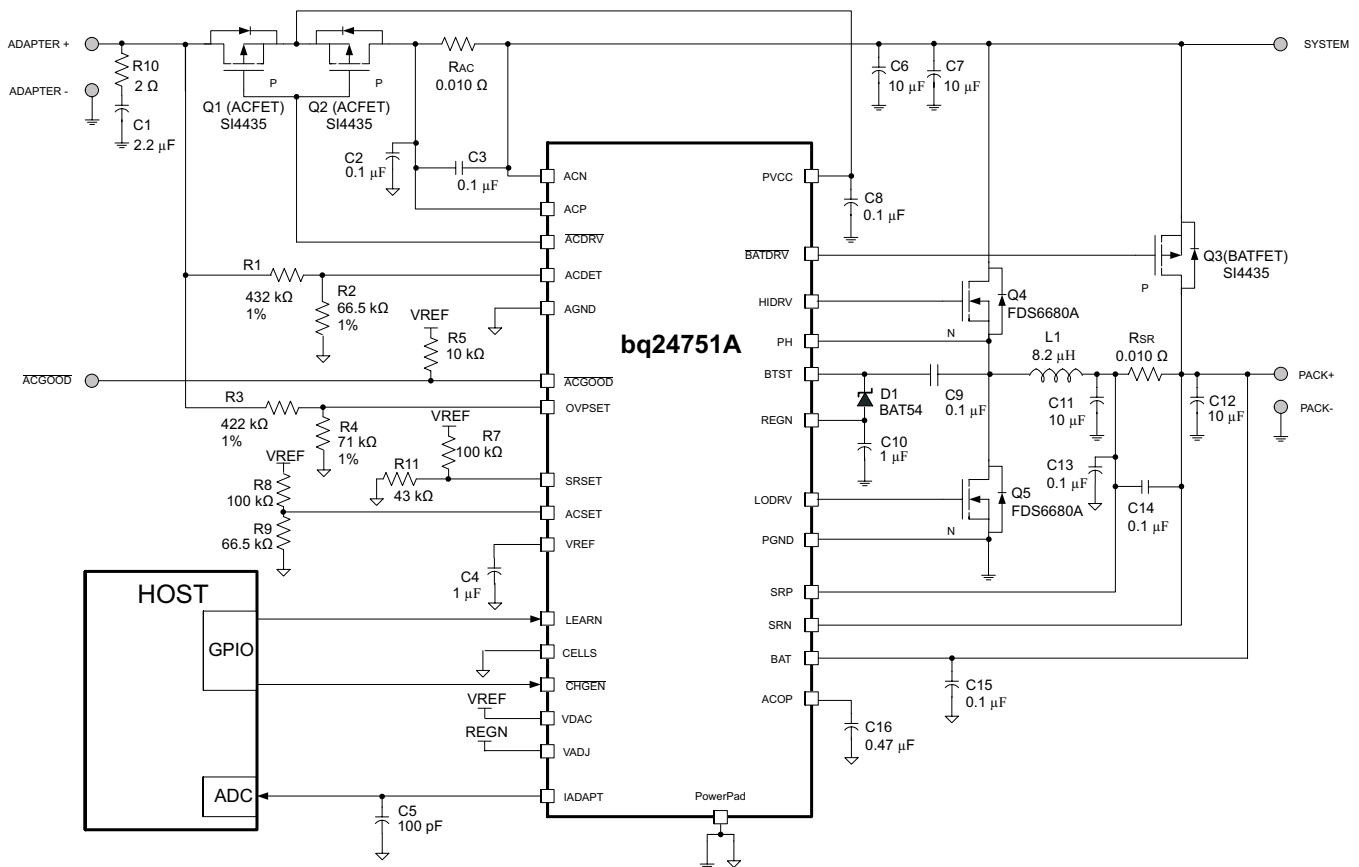 ADAPTER +
ADAPTER -
R10
2 Ω
C1
2.2 µF
P
Q1 (ACFET)
SI4435
P
Q2 (ACFET)
SI4435
RAC
0.010 Ω
C6
10 µF
C7
10 µF
SYSTEM
C2
0.1 µF
C3
0.1 µF
C8
0.1 µF
R1
432 kΩ
1%
R2
66.5 kΩ
1%
VREF
R5
10 kΩ
ACGOOD
R3
422 kΩ
1%
R4
71 kΩ
1%
VREF
R7
100 kΩ
R11
43 kΩ
VREF
R8
100 kΩ
R9
66.5 kΩ
C4
1 µF
HOST
GPIO
ADC
VREF
REGN
C5
100 pF
bq24751A
ACN
ACP
ACDRV
ACDET
AGND
ACGOOD
OVPSET
SRSET
ACSET
VREF
LEARN
CELLS
CHGEN
VDAC
VADJ
IADAPT
PowerPad
PVCC
BATDRV
HIDRV
PH
BTST
REGN
LODRV
PGND
SRP
SRN
BAT
ACOP
Q3(BATFET)
SI4435
P
Q4
FDS6680A
N
L1
8.2 µH
RSR
0.010 Ω
D1
BAT54
C9
0.1 µF
C10
1 µF
C11
10 µF
C12
10 µF
PACK+
PACK-
C13
0.1 µF
C14
0.1 µF
Q5
FDS6680A
N
C15
0.1 µF
C16
0.47 µF